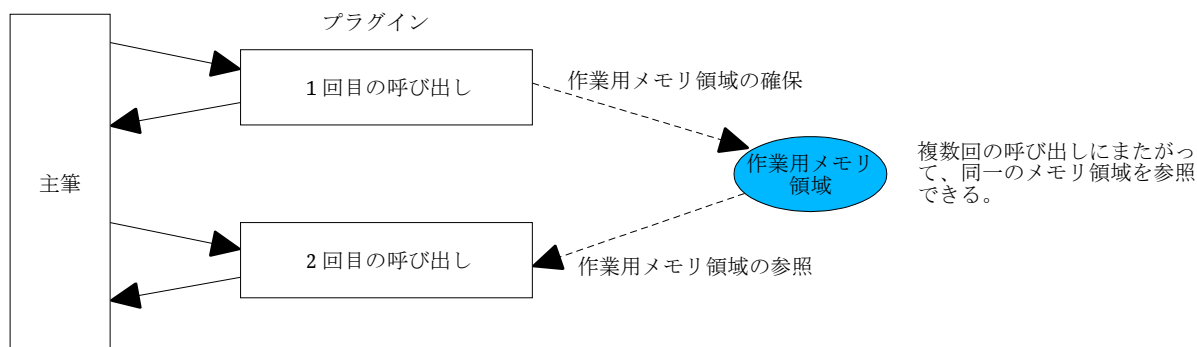 プラグイン
1回目の呼び出し
作業用メモリ領域の確保
主筆
作業用メモリ
領域
複数回の呼び出しにまたがっ
て、同一のメモリ領域を参照
できる。
2回目の呼び出し
作業用メモリ領域の参照